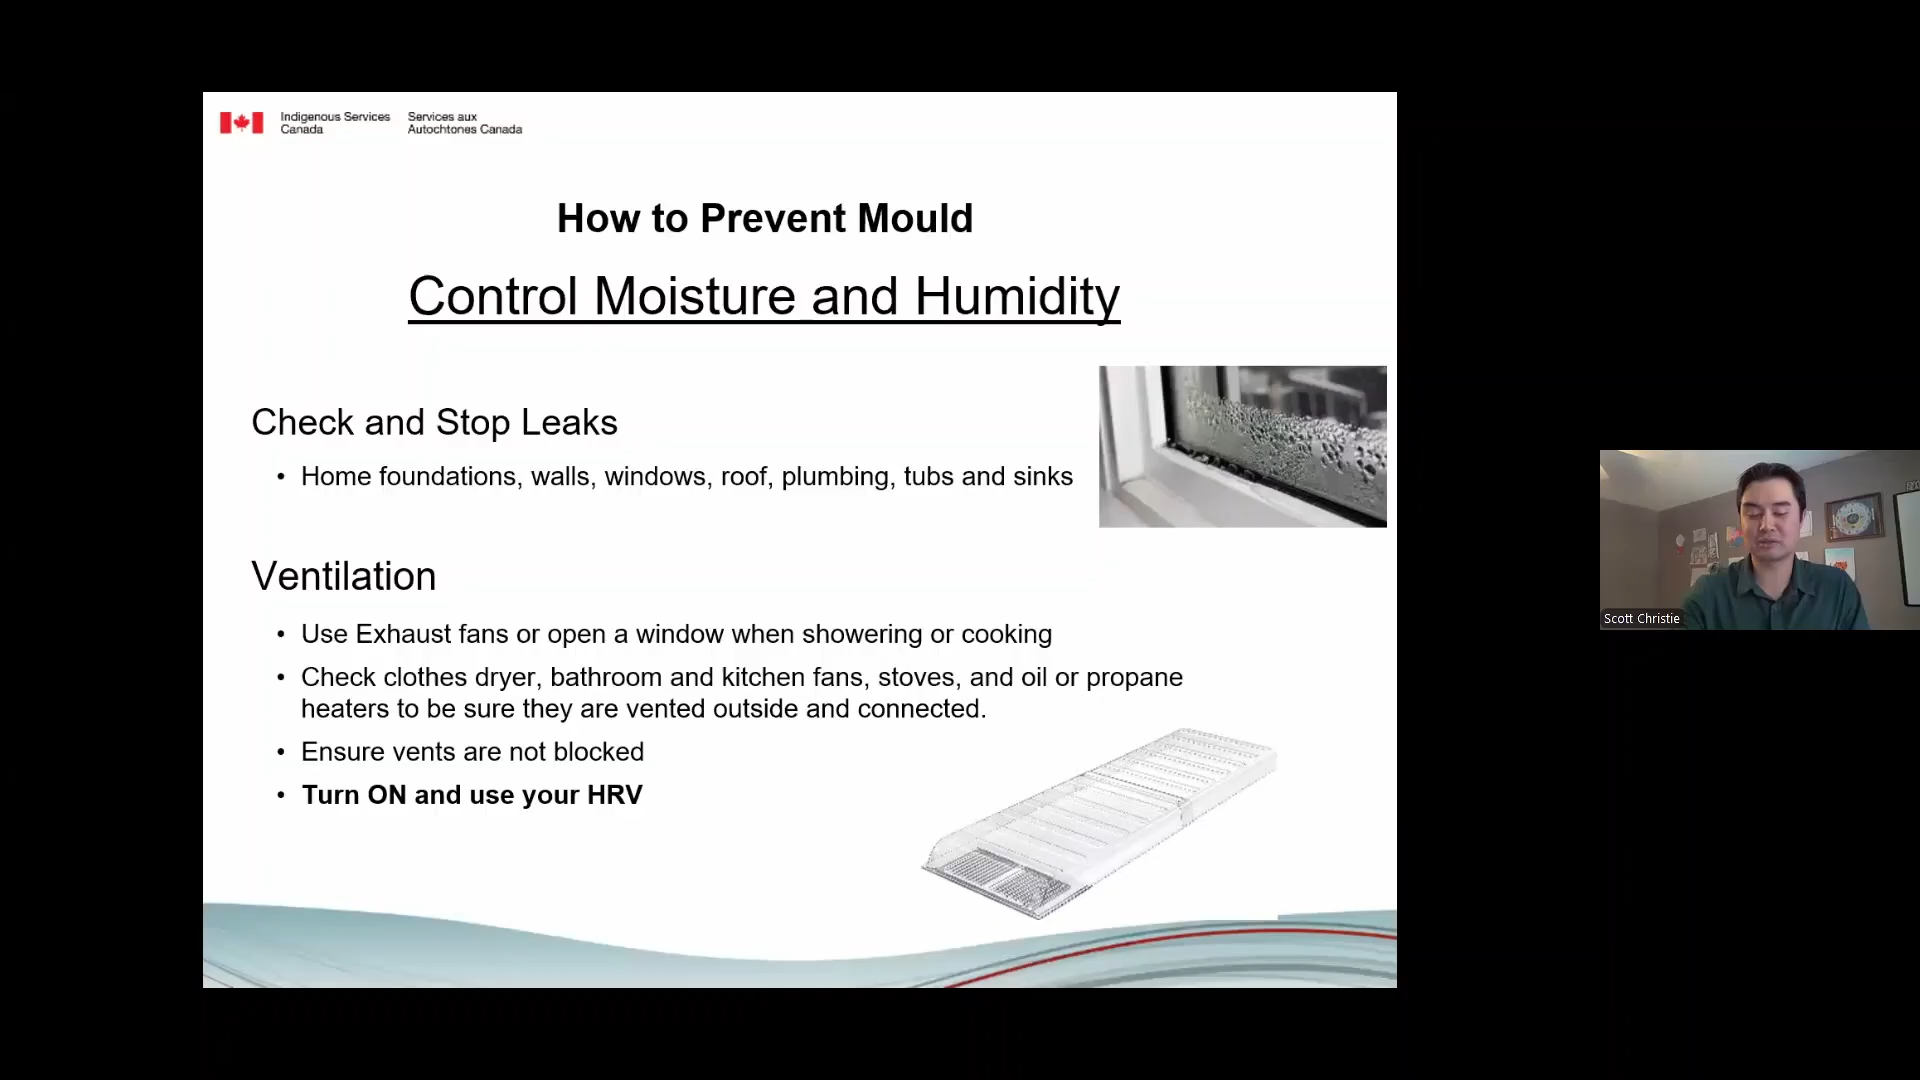 Indigenous Services Canada
Services aux Autochtones Canada
How to Prevent Mould
Control Moisture and Humidity
Check and Stop Leaks
• Home foundations, walls, windows, roof, plumbing, tubs and sinks
Ventilation
• Use Exhaust fans or open a window when showering or cooking
• Check clothes dryer, bathroom and kitchen fans, stoves, and oil or propane
heaters to be sure they are vented outside and connected.
• Ensure vents are not blocked
• Turn ON and use your HRV
Scott Christie